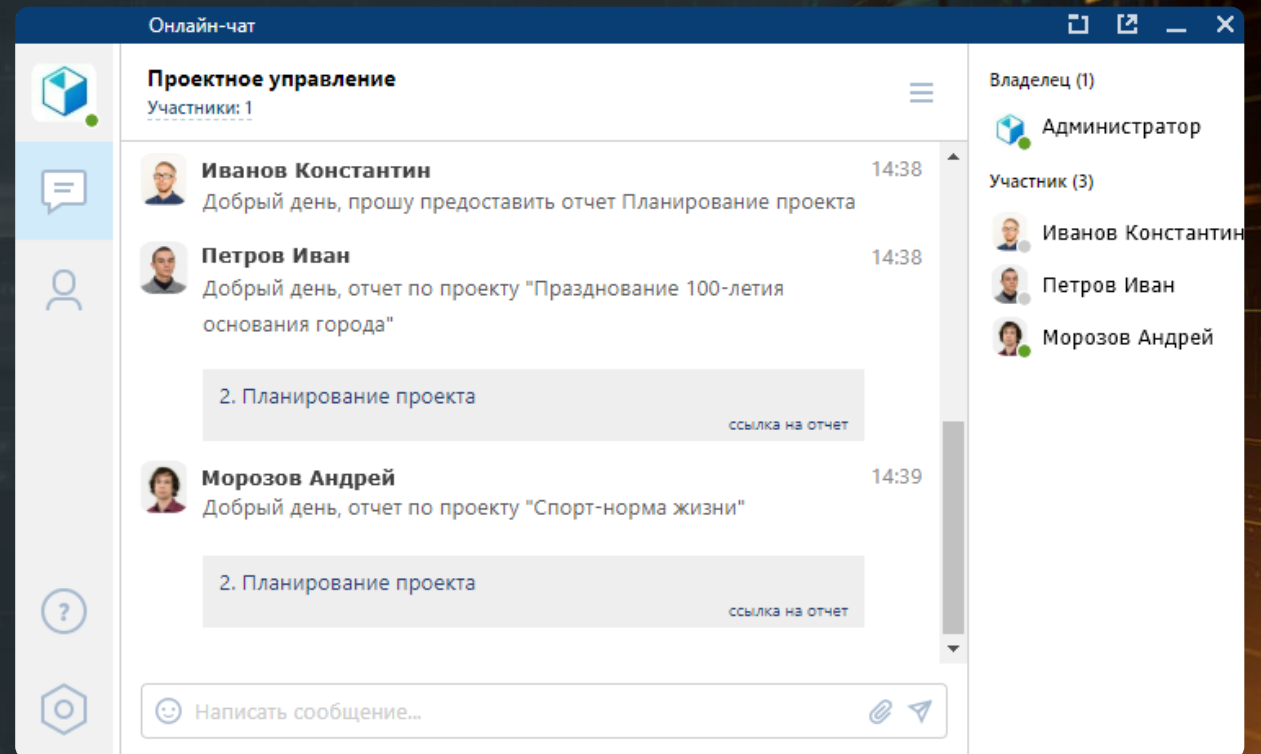 Онлайн-чат
Проектное управление
Участники: 1
Иванов Константин
14:38
Добрый день, прошу предоставить отчет Планирование проекта
Петров Иван
14:38
Добрый день, отчет по проекту "Празднование 100-летия
основания города"
2. Планирование проекта
ссылка на отчет
Морозов Андрей
14:39
Добрый день, отчет по проекту "Спорт-норма жизни"
2. Планирование проекта
ссылка на отчет
Написать сообщение...
Владелец (1)
Администратор
Участник (3)
Иванов Константин
Петров Иван
Морозов Андрей